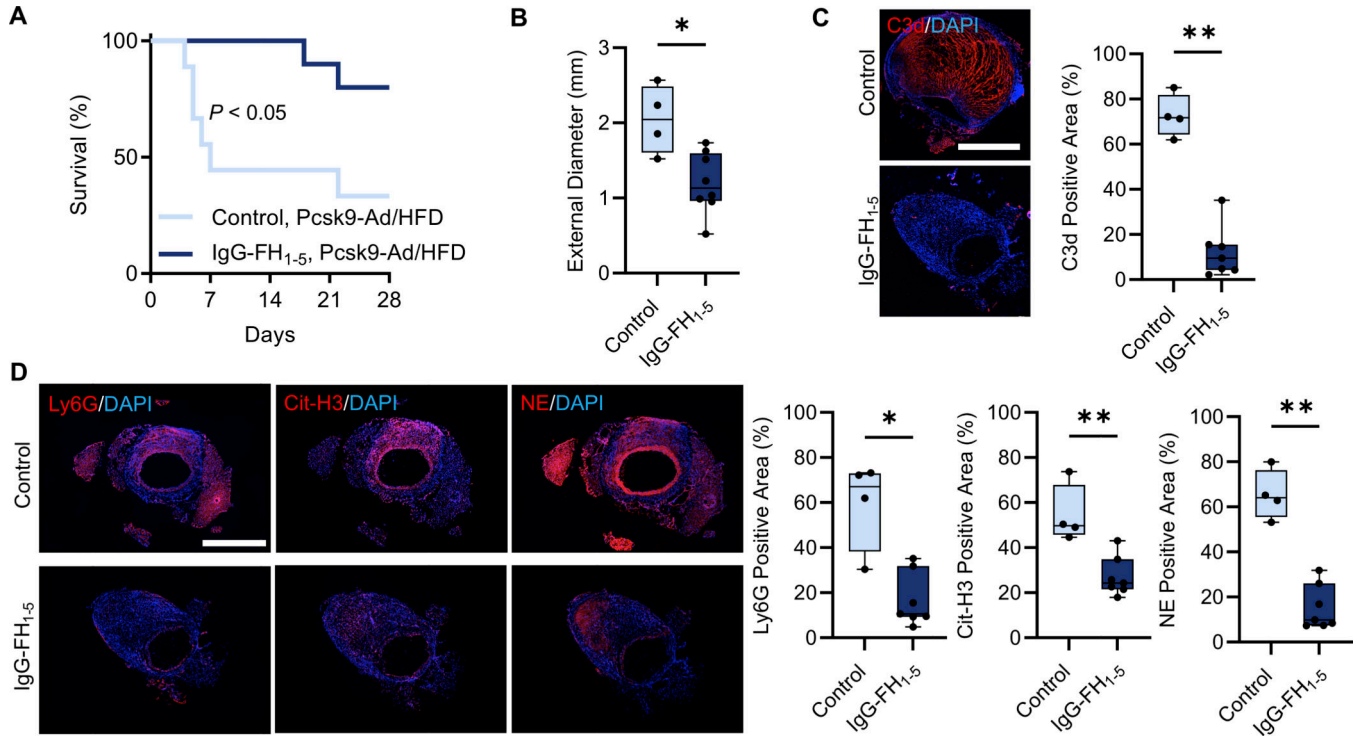 A
Survival (%)
100
50
0
P < 0.05
Control, Pcsk9-Ad/HFD
IgG-FH1-5, Pcsk9-Ad/HFD
0 7 14 21 28
Days
B
*
External Diameter (mm)
3
2
1
0
Control
IgG-FH1-5
C
C3d/DAPI
Control
IgG-FH1-5
**
C3d Positive Area (%)
100
80
60
40
20
0
Control
IgG-FH1-5
D
Ly6G/DAPI
Cit-H3/DAPI
NE/DAPI
Control
IgG-FH1-5
*
Ly6G Positive Area (%)
100
80
60
40
20
0
Control
IgG-FH1-5
**
Cit-H3 Positive Area (%)
100
80
60
40
20
0
Control
IgG-FH1-5
**
NE Positive Area (%)
100
80
60
40
20
0
Control
IgG-FH1-5